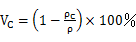 V_C = (1 − ρ_C/ρ) × 100%